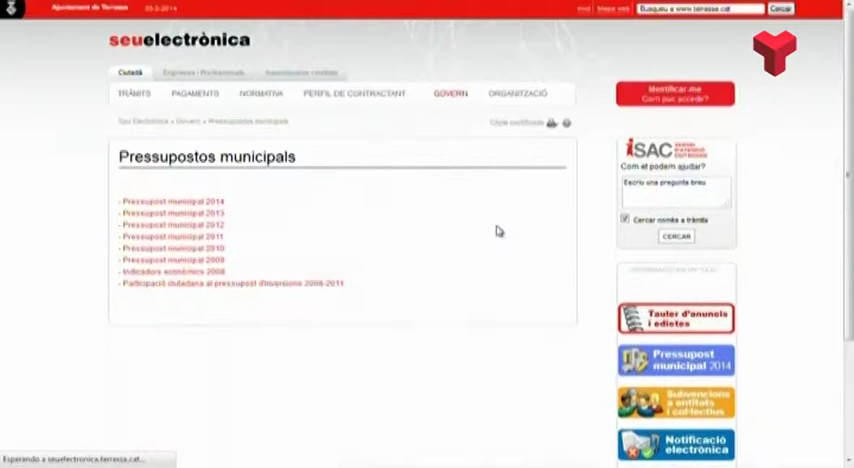 Ajuntament de Terrassa
Inici Mapa web
Busqueu a www.terrassa.cat
Cercar
seuelectrònica
Ciutadà
TRÀMITS PAGAMENTS NORMATIVA PERFIL DE CONTRACTANT GOVERN ORGANITZACIÓ
Seu Electrònica » Govern » Pressupostos municipals
Identificar-me
Com puc accedir?
Pressupostos municipals
- Pressupost municipal 2014
- Pressupost municipal 2013
- Pressupost municipal 2012
- Pressupost municipal 2011
- Pressupost municipal 2010
- Pressupost municipal 2009
- Indicadors econòmics 2008
- Participació ciutadana al pressupost d'inversions 2008-2011
iSAC
Com et podem ajudar?
Escriu una pregunta breu
Cercar només a tràmits
CERCAR
Tauler d'anuncis
i edictes
Pressupost
municipal 2014
Subvencions
a entitats
i col·lectius
Notificació
electrònica
Esperando a seuelectronica.terrassa.cat...